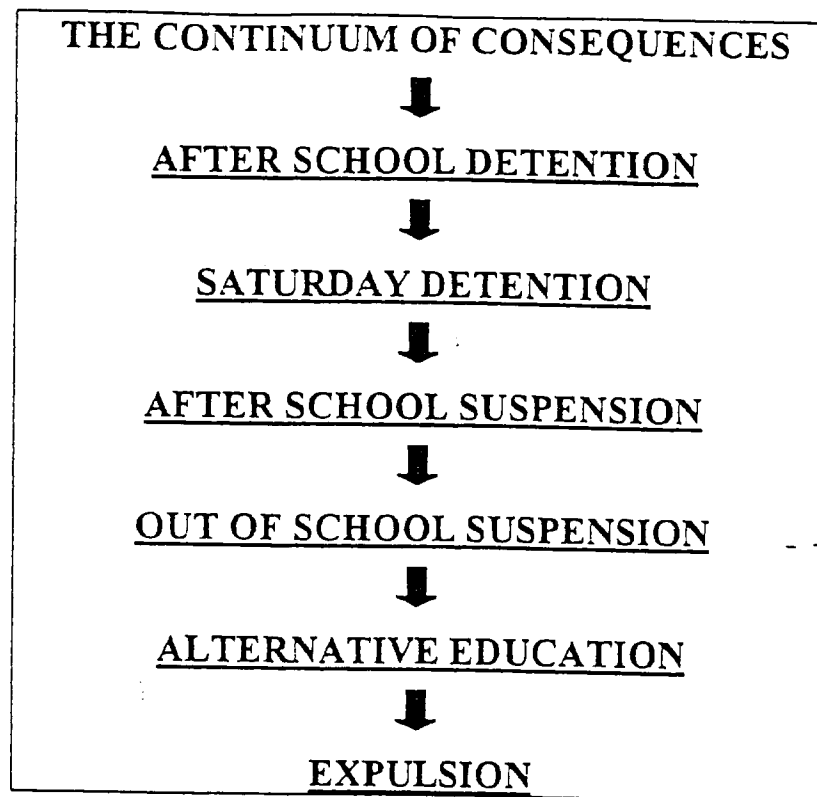 THE CONTINUUM OF CONSEQUENCES
AFTER SCHOOL DETENTION
SATURDAY DETENTION
AFTER SCHOOL SUSPENSION
OUT OF SCHOOL SUSPENSION
ALTERNATIVE EDUCATION
EXPULSION